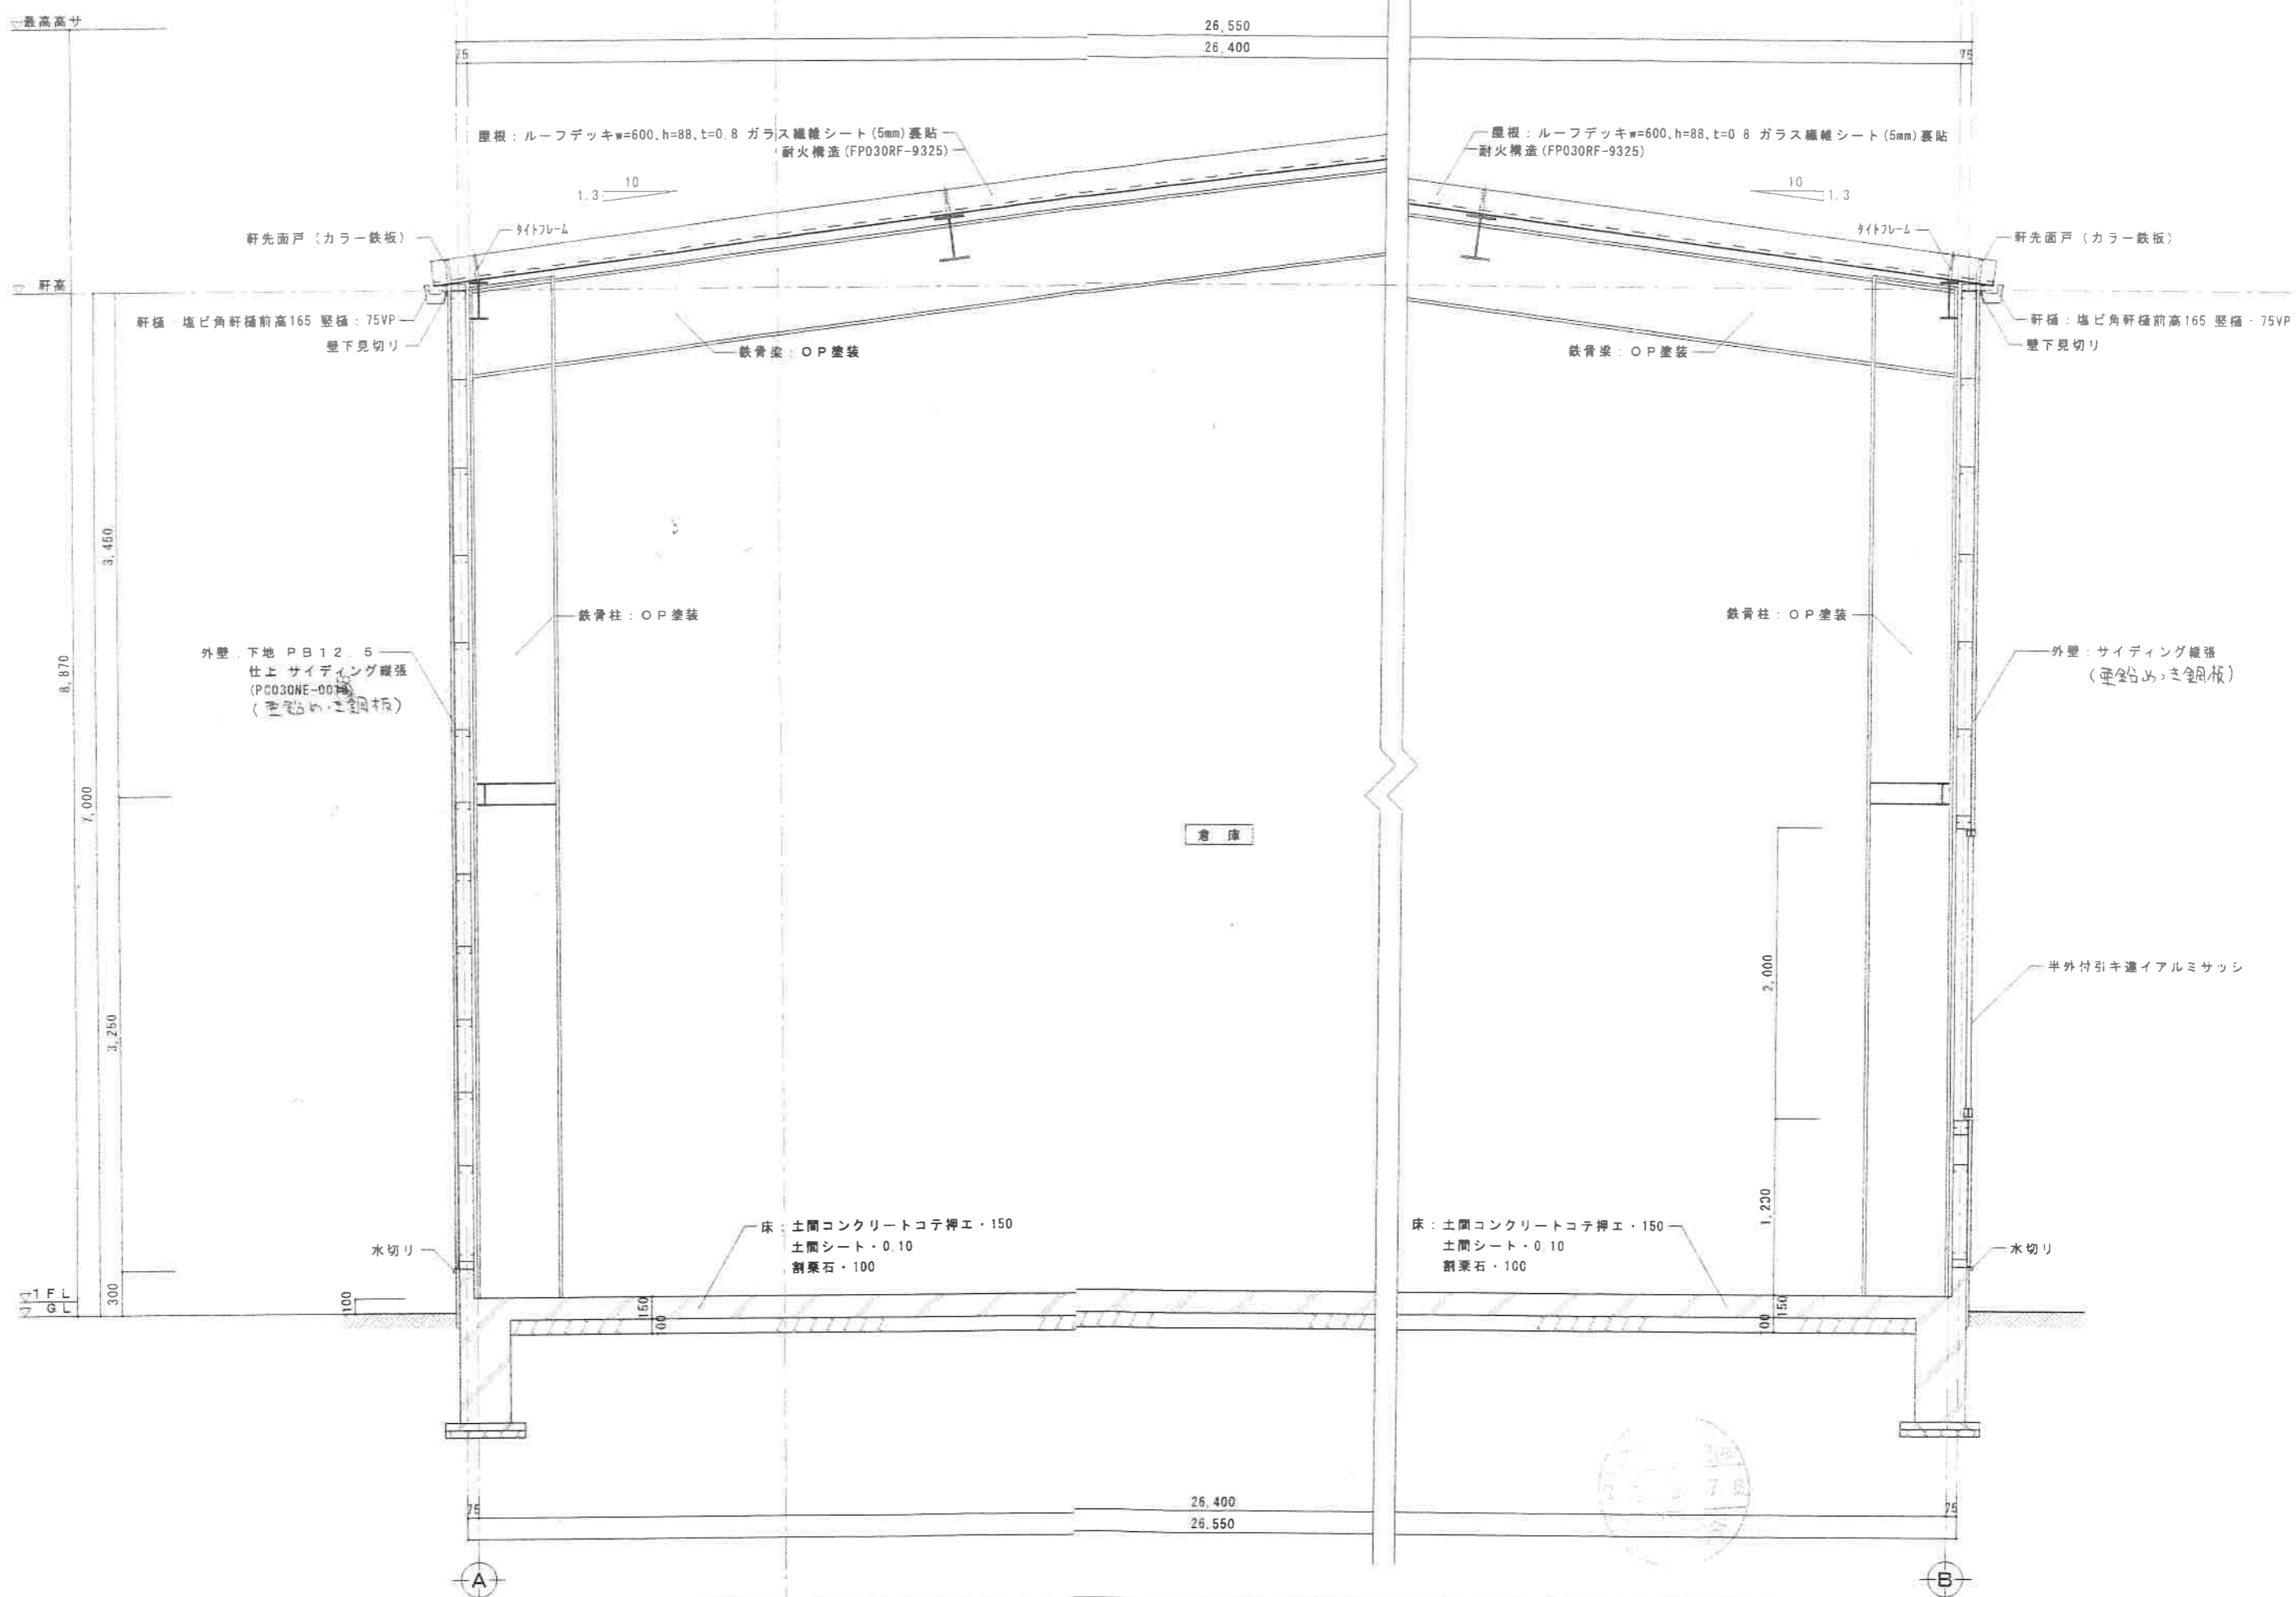 最高高サ
26,550
26,400
75
75
屋根：ルーフデッキw=600、h=88、t=0.8 ガラス繊維シート(5mm)裏貼
耐火構造(FP030RF-9325)
屋根：ルーフデッキw=600、h=88、t=0 8 ガラス繊維シート(5mm)裏貼
耐火構造(FP030RF-9325)
10
1.3
10
1.3
軒先面戸（カラー鉄板）
タイトフレーム
タイトフレーム
軒先面戸（カラー鉄板）
軒高
軒樋 塩ビ角軒樋前高165 竪樋：75VP
壁下見切リ
鉄骨梁：ＯＰ塗装
鉄骨梁：ＯＰ塗装
軒樋：塩ビ角軒樋前高165 竪樋・75VP
壁下見切リ
3,450
鉄骨柱：ＯＰ塗装
鉄骨柱：ＯＰ塗装
8,870
外壁 下地 ＰＢ１２．５
仕上 サイディング縦張
(PC030NE-00
（亜鉛めっき鋼板）
外壁：サイディング縦張
（亜鉛めっき鋼板）
7,000
倉 庫
2,000
半外付引キ違イアルミサッシ
3,250
1,200
床：土間コンクリートコテ押エ・150
土間シート・0.10
割栗石・100
床：土間コンクリートコテ押エ・150
土間シート・0.10
割栗石・100
水切リ
水切リ
１ＦＬ
ＧＬ
300
100
150
100
150
100
75
26,400
75
26,550
A
B